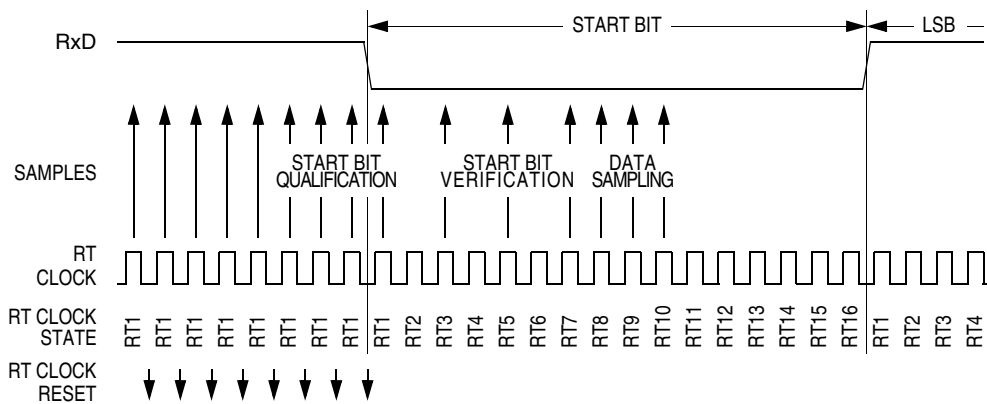 START BIT
LSB
RxD
SAMPLES
START BIT
QUALIFICATION
START BIT
VERIFICATION
DATA
SAMPLING
RT
CLOCK
RT CLOCK
STATE
RT1 RT1 RT1 RT1 RT1 RT1 RT1 RT1 RT1 RT2 RT3 RT4 RT5 RT6 RT7 RT8 RT9 RT10 RT11 RT12 RT13 RT14 RT15 RT16 RT1 RT2 RT3 RT4
RT CLOCK
RESET